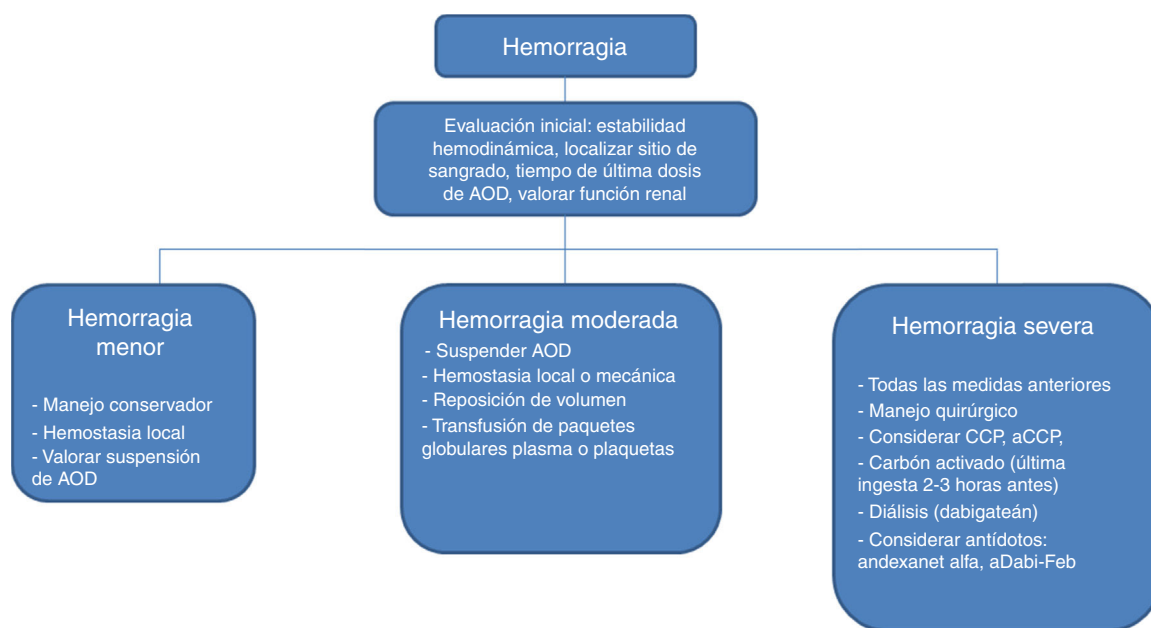 Hemorragia
Evaluación inicial: estabilidad
hemodinámica, localizar sitio de
sangrado, tiempo de última dosis
de AOD, valorar función renal
Hemorragia
menor
- Manejo conservador
- Hemostasia local
- Valorar suspensión
de AOD
Hemorragia moderada
- Suspender AOD
- Hemostasia local o mecánica
- Reposición de volumen
- Transfusión de paquetes
globulares plasma o plaquetas
Hemorragia severa
- Todas las medidas anteriores
- Manejo quirúrgico
- Considerar CCP, aCCP,
- Carbón activado (última
ingesta 2-3 horas antes)
- Diálisis (dabigateán)
- Considerar antídotos:
andexanet alfa, aDabi-Feb